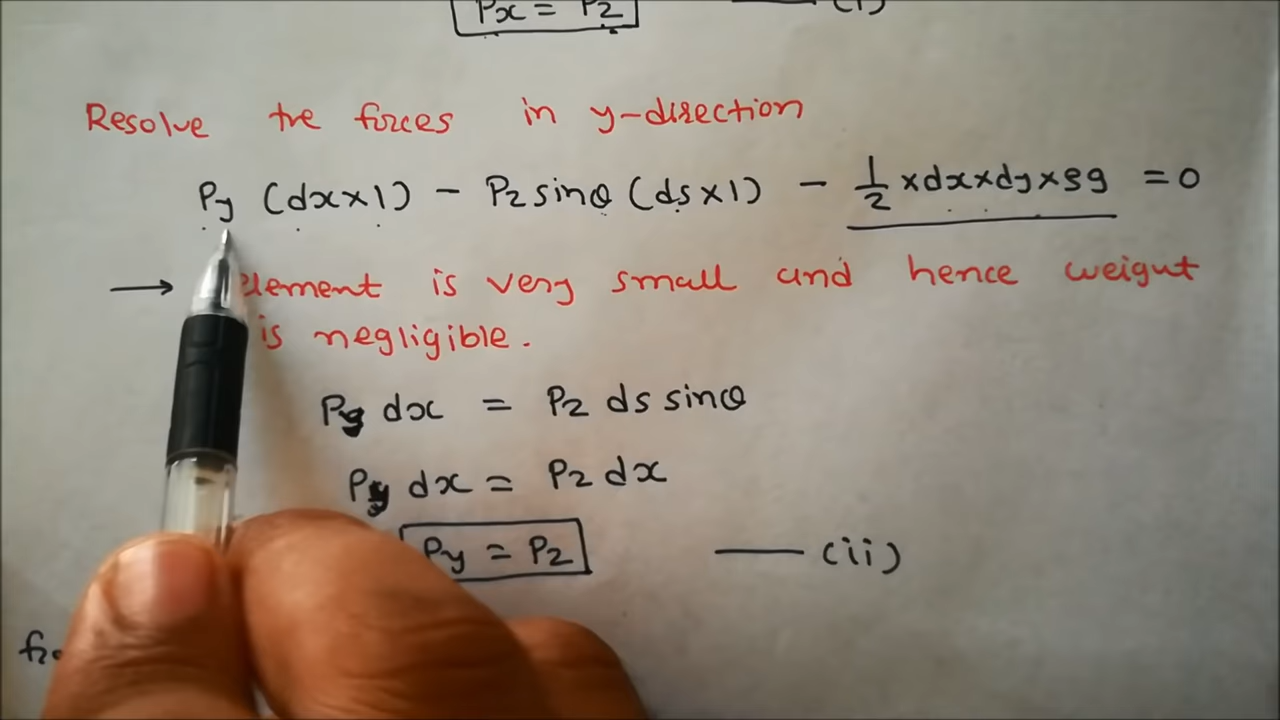 Px = P2 —— (i)
Resolve the forces in y-direction
Py (dx×1) - P2 sinθ (ds×1) - 1/2 ×dx×dy×ρg = 0
→ element is very small and hence weight
is negligible.
Py dx = P2 ds sinθ
Py dx = P2 dx
Py = P2 —— (ii)